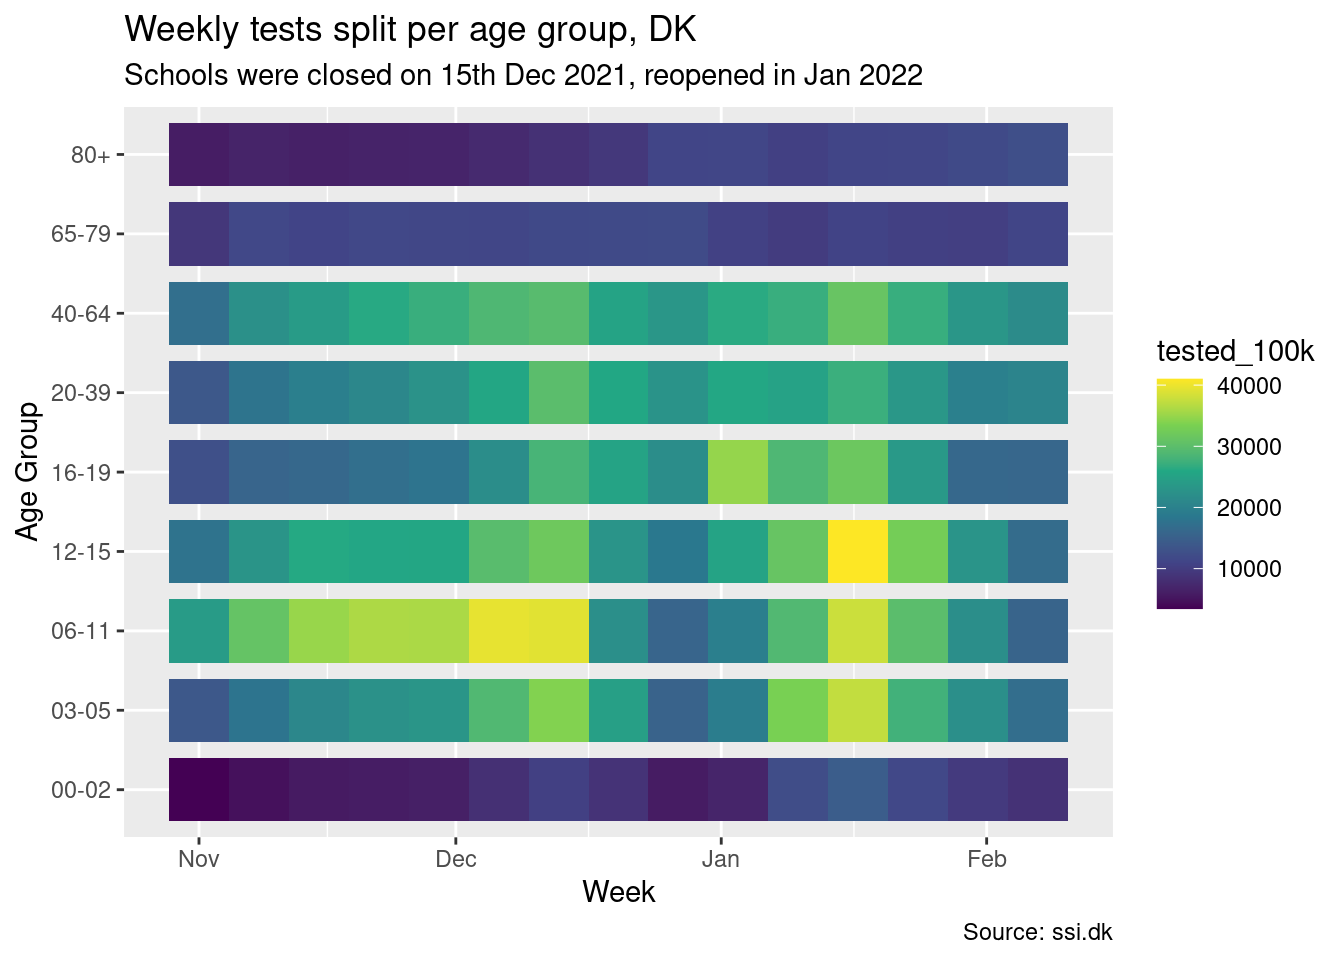 Weekly tests split per age group, DK
Schools were closed on 15th Dec 2021, reopened in Jan 2022
Age Group
80+
65-79
40-64
20-39
16-19
12-15
06-11
03-05
00-02
Nov Dec Jan Feb
Week
tested_100k
40000
30000
20000
10000
Source: ssi.dk